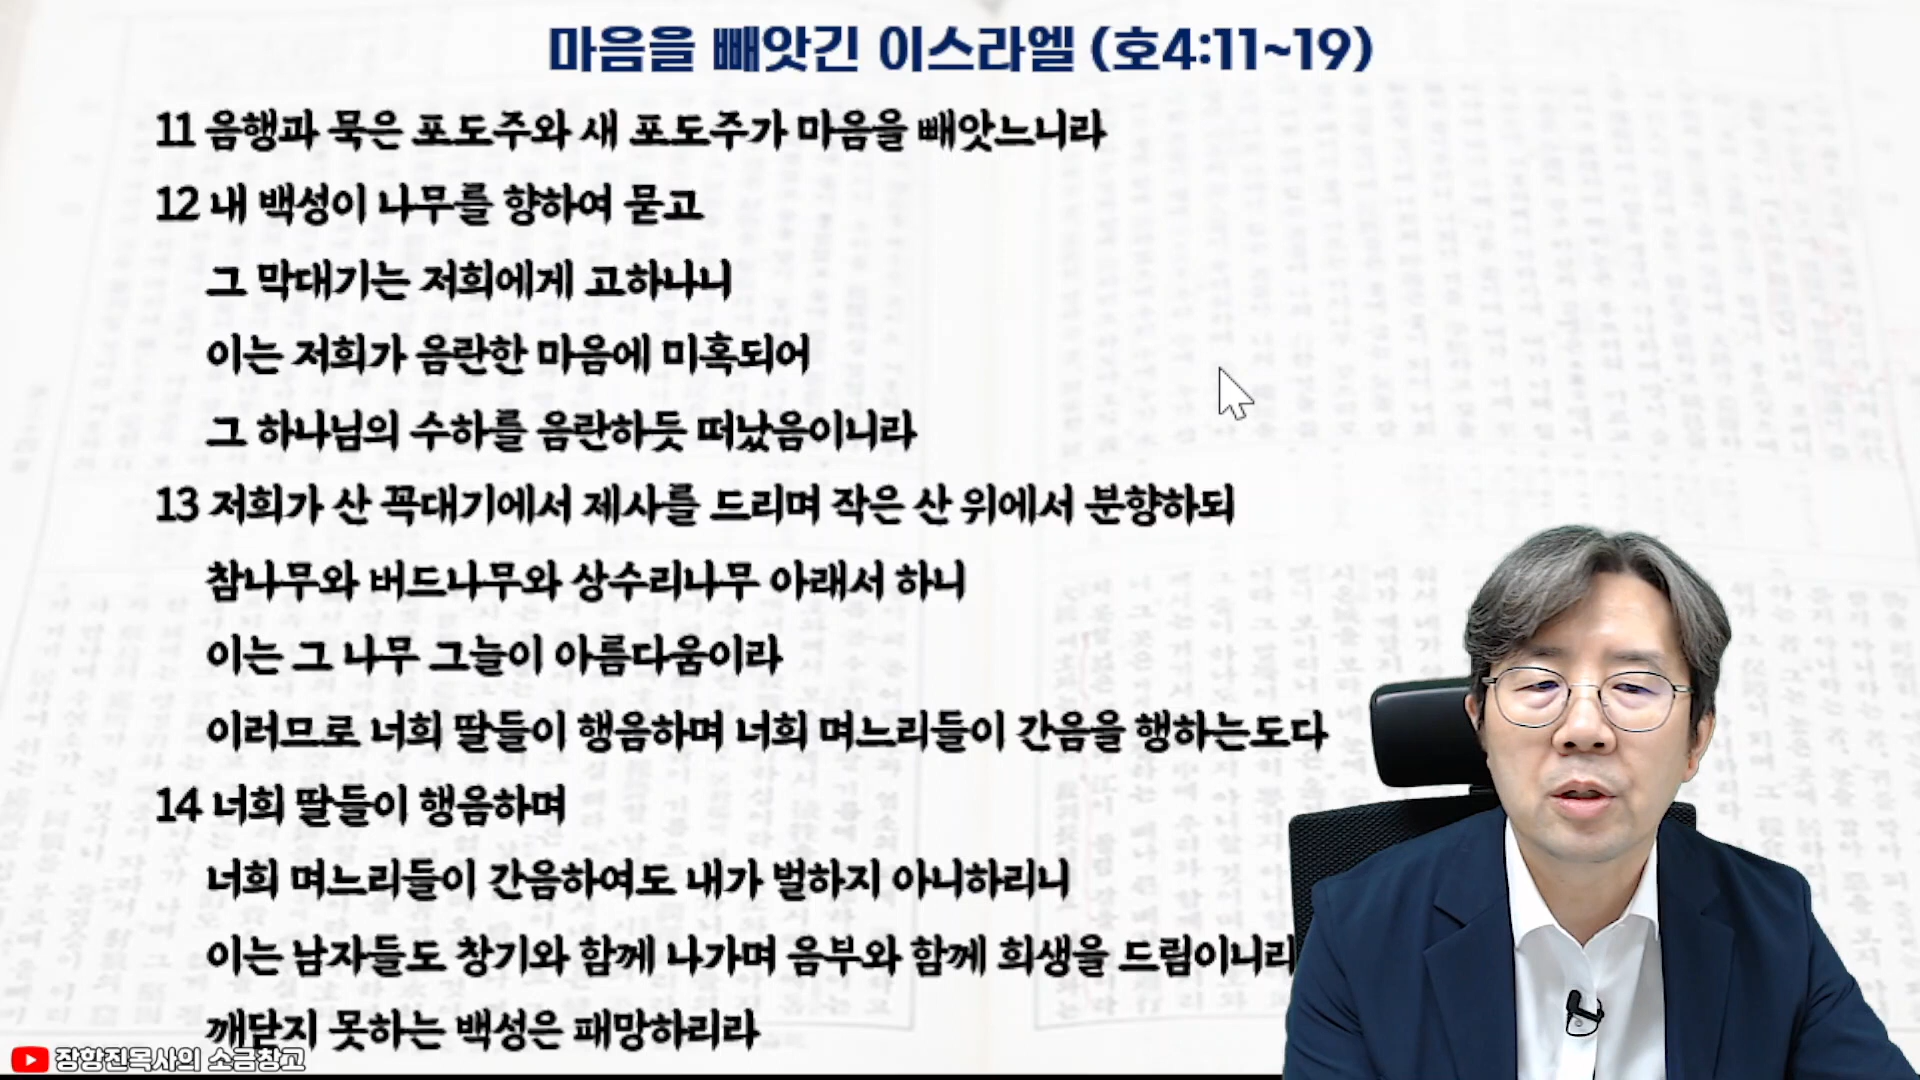 마음을 빼앗긴 이스라엘 (호4:11~19)
11 음행과 묵은 포도주와 새 포도주가 마음을 빼앗느니라
12 내 백성이 나무를 향하여 묻고
그 막대기는 저희에게 고하나니
이는 저희가 음란한 마음에 미혹되어
그 하나님의 수하를 음란하듯 떠났음이니라
13 저희가 산 꼭대기에서 제사를 드리며 작은 산 위에서 분향하되
참나무와 버드나무와 상수리나무 아래서 하니
이는 그 나무 그늘이 아름다움이라
이러므로 너희 딸들이 행음하며 너희 며느리들이 간음을 행하는도다
14 너희 딸들이 행음하며
너희 며느리들이 간음하여도 내가 벌하지 아니하리니
이는 남자들도 창기와 함께 나가며 음부와 함께 희생을 드림이니라
깨닫지 못하는 백성은 패망하리라
장항진목사의 소금창고